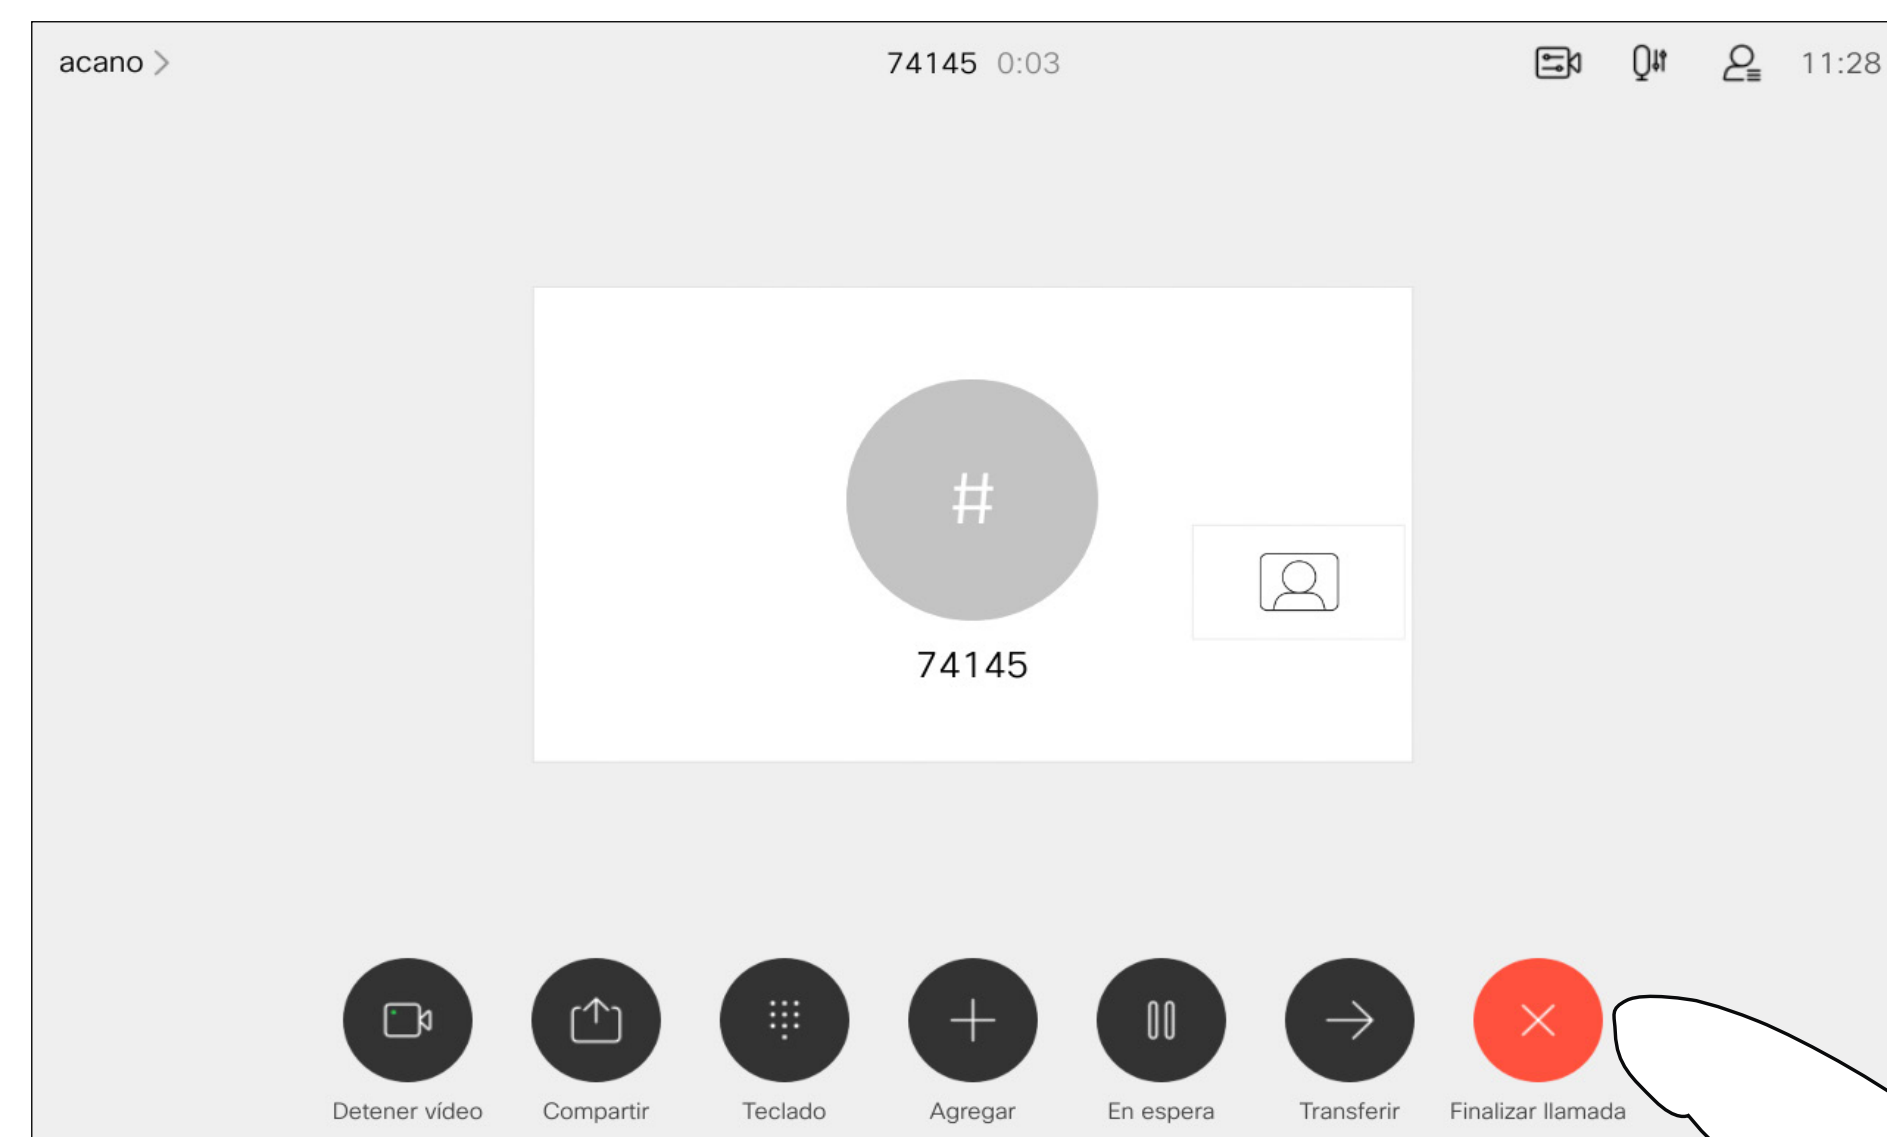 acano
74145 0:03
11:28
#
74145
Detener vídeo
Compartir
Teclado
Agregar
En espera
Transferir
Finalizar llamada